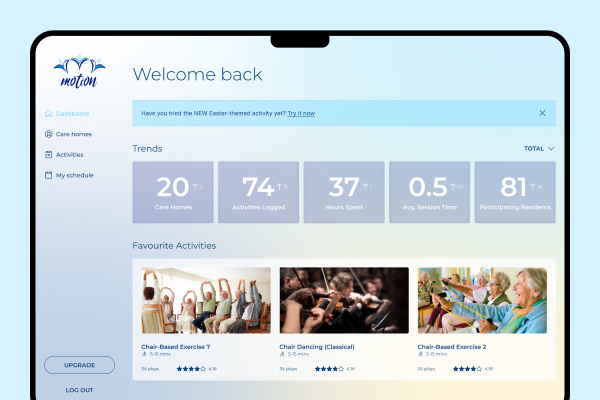 motion
Welcome back
Dashboard
Care homes
Activities
My schedule
UPGRADE
LOG OUT
Have you tried the NEW Easter-themed activity yet? Try it now
Trends
TOTAL
20 2
Care Homes
74
Activities Logged
37
Hours Spent
0.5
Avg. Session Time
81 14
Participating Residents
Favourite Activities
Chair-Based Exercise 7
5-15 mins
34 plays 4.16
Chair Dancing (Classical)
5-15 mins
34 plays 4.16
Chair-Based Exercise 2
5-15 mins
34 plays 4.16